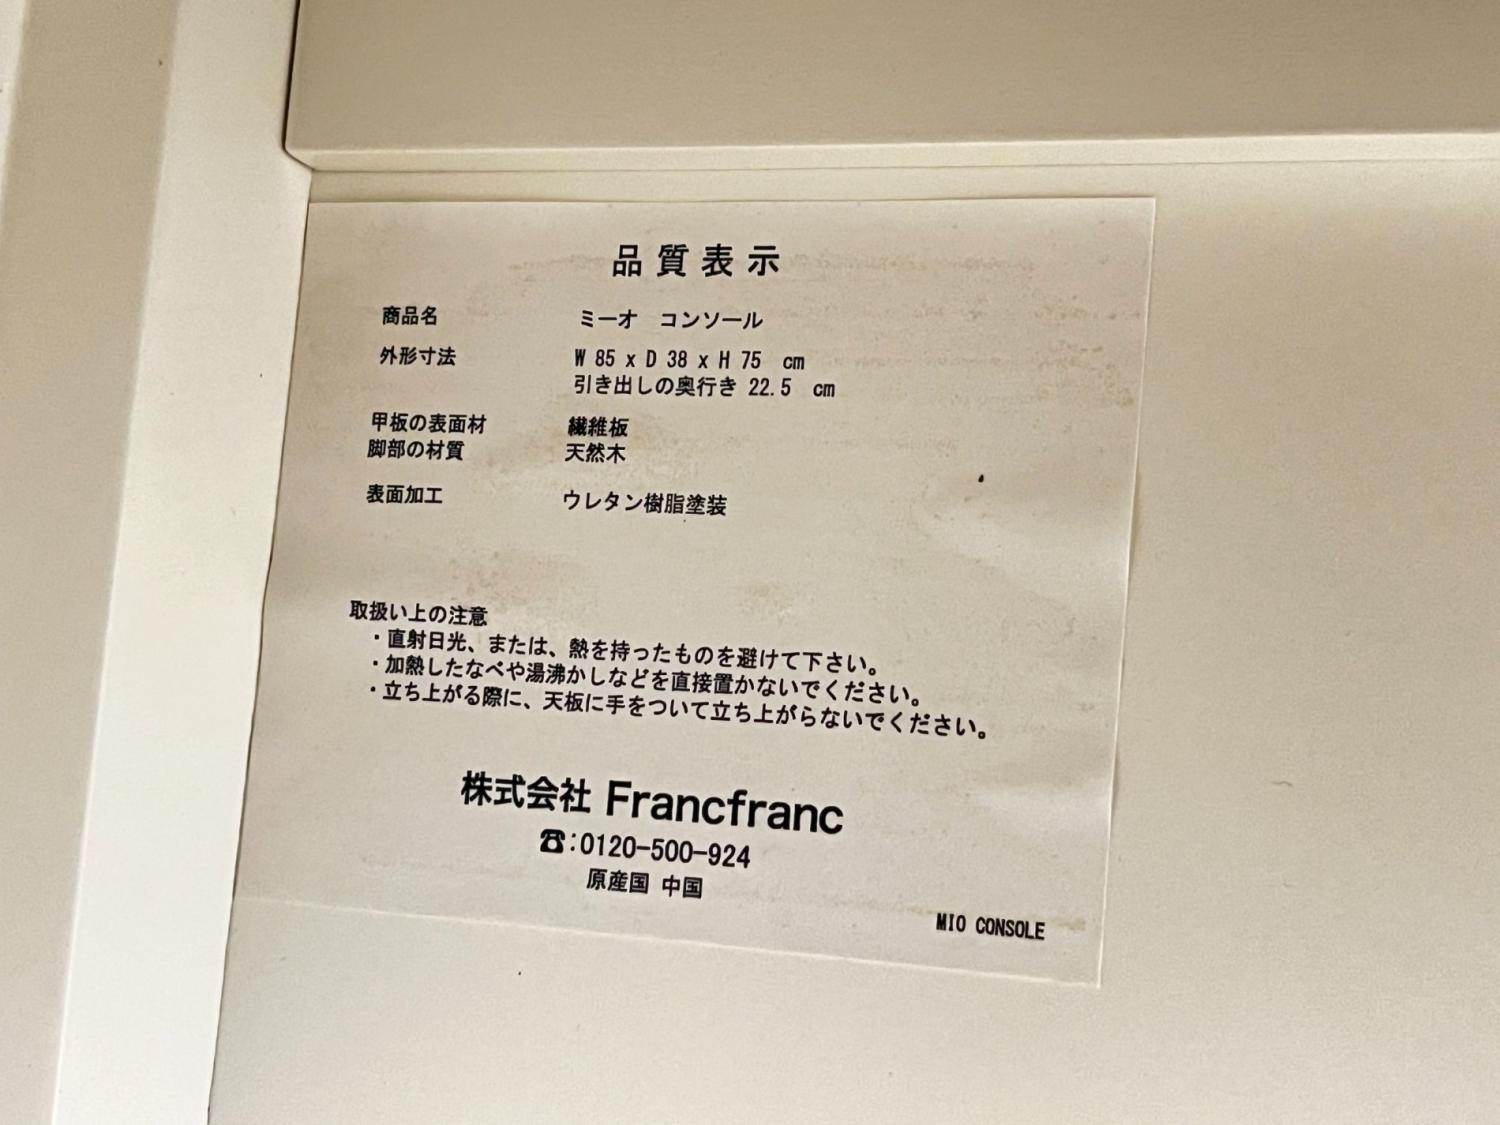 品質表示
商品名 ミーオ コンソール
外形寸法 W 85 x D 38 x H 75 cm
引き出しの奥行き 22.5 cm
甲板の表面材 繊維板
脚部の材質 天然木
表面加工 ウレタン樹脂塗装
取扱い上の注意
・直射日光、または、熱を持ったものを避けて下さい。
・加熱したなべや湯沸かしなどを直接置かないでください。
・立ち上がる際に、天板に手をついて立ち上がらないでください。
株式会社 Francfranc
☎:0120-500-924
原産国 中国
MIO CONSOLE